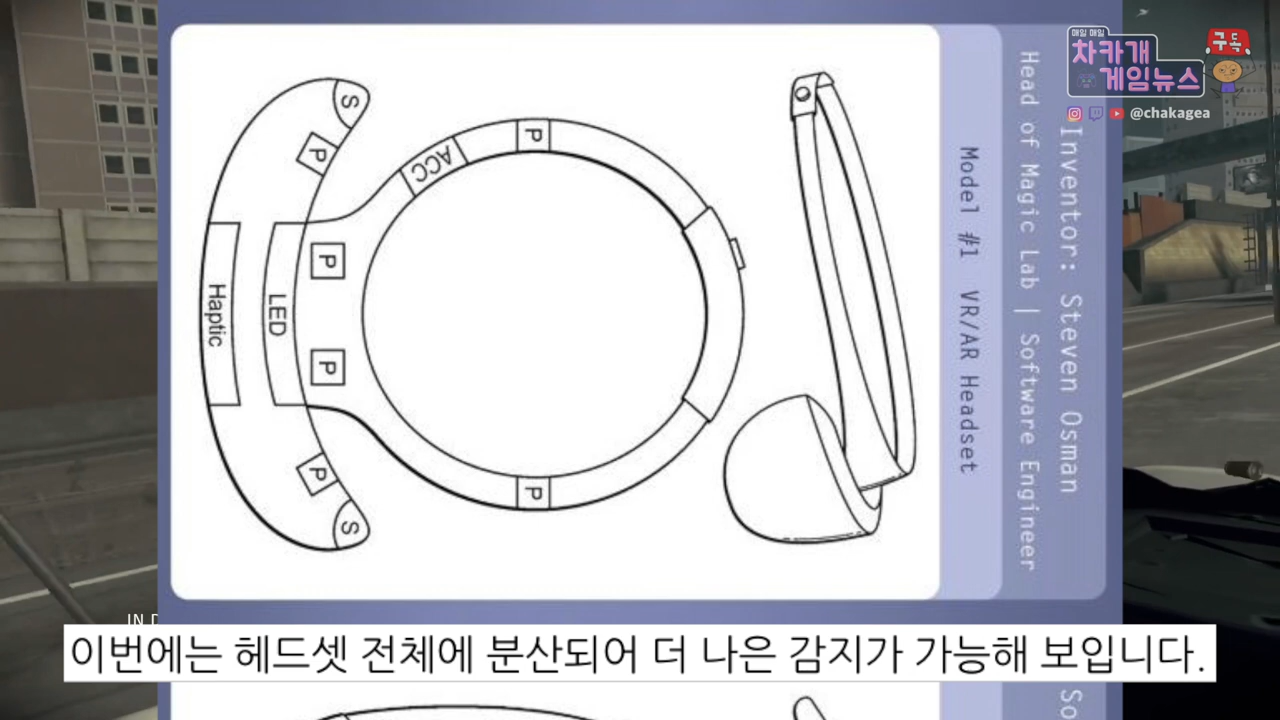 매일 매일
차카개
게임뉴스
구독
@chakagea
Inventor: Steven Osman
Head of Magic Lab | Software Engineer
Model #1 VR/AR Headset
S
P
ACC
P
P
LED
Haptic
P
P
S
P
IN D
So
이번에는 헤드셋 전체에 분산되어 더 나은 감지가 가능해 보입니다.